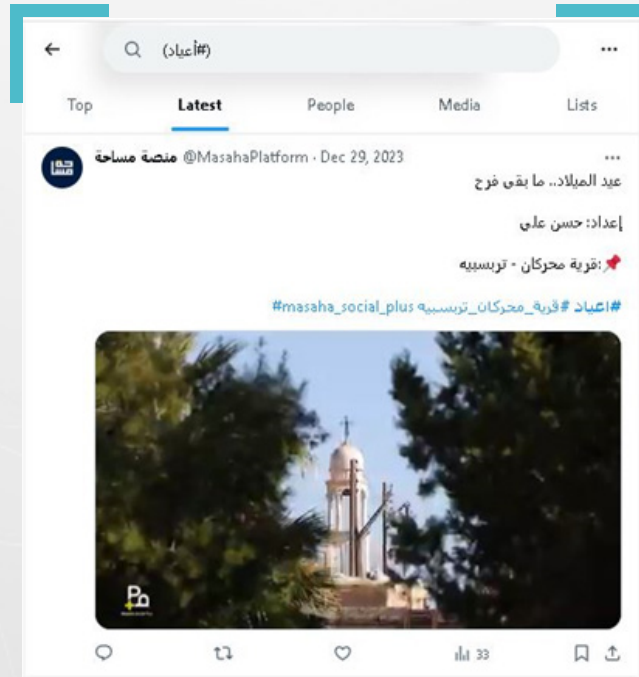 (#أعياد)
Top Latest People Media Lists
منصة مساحة @MasahaPlatform · Dec 29, 2023
عيد الميلاد.. ما بقى فرح
إعداد: حسن علي
📌:قرية محركان - تربسبيه
#اعياد #قرية_محركان_تربسبيه #masaha_social_plus
33